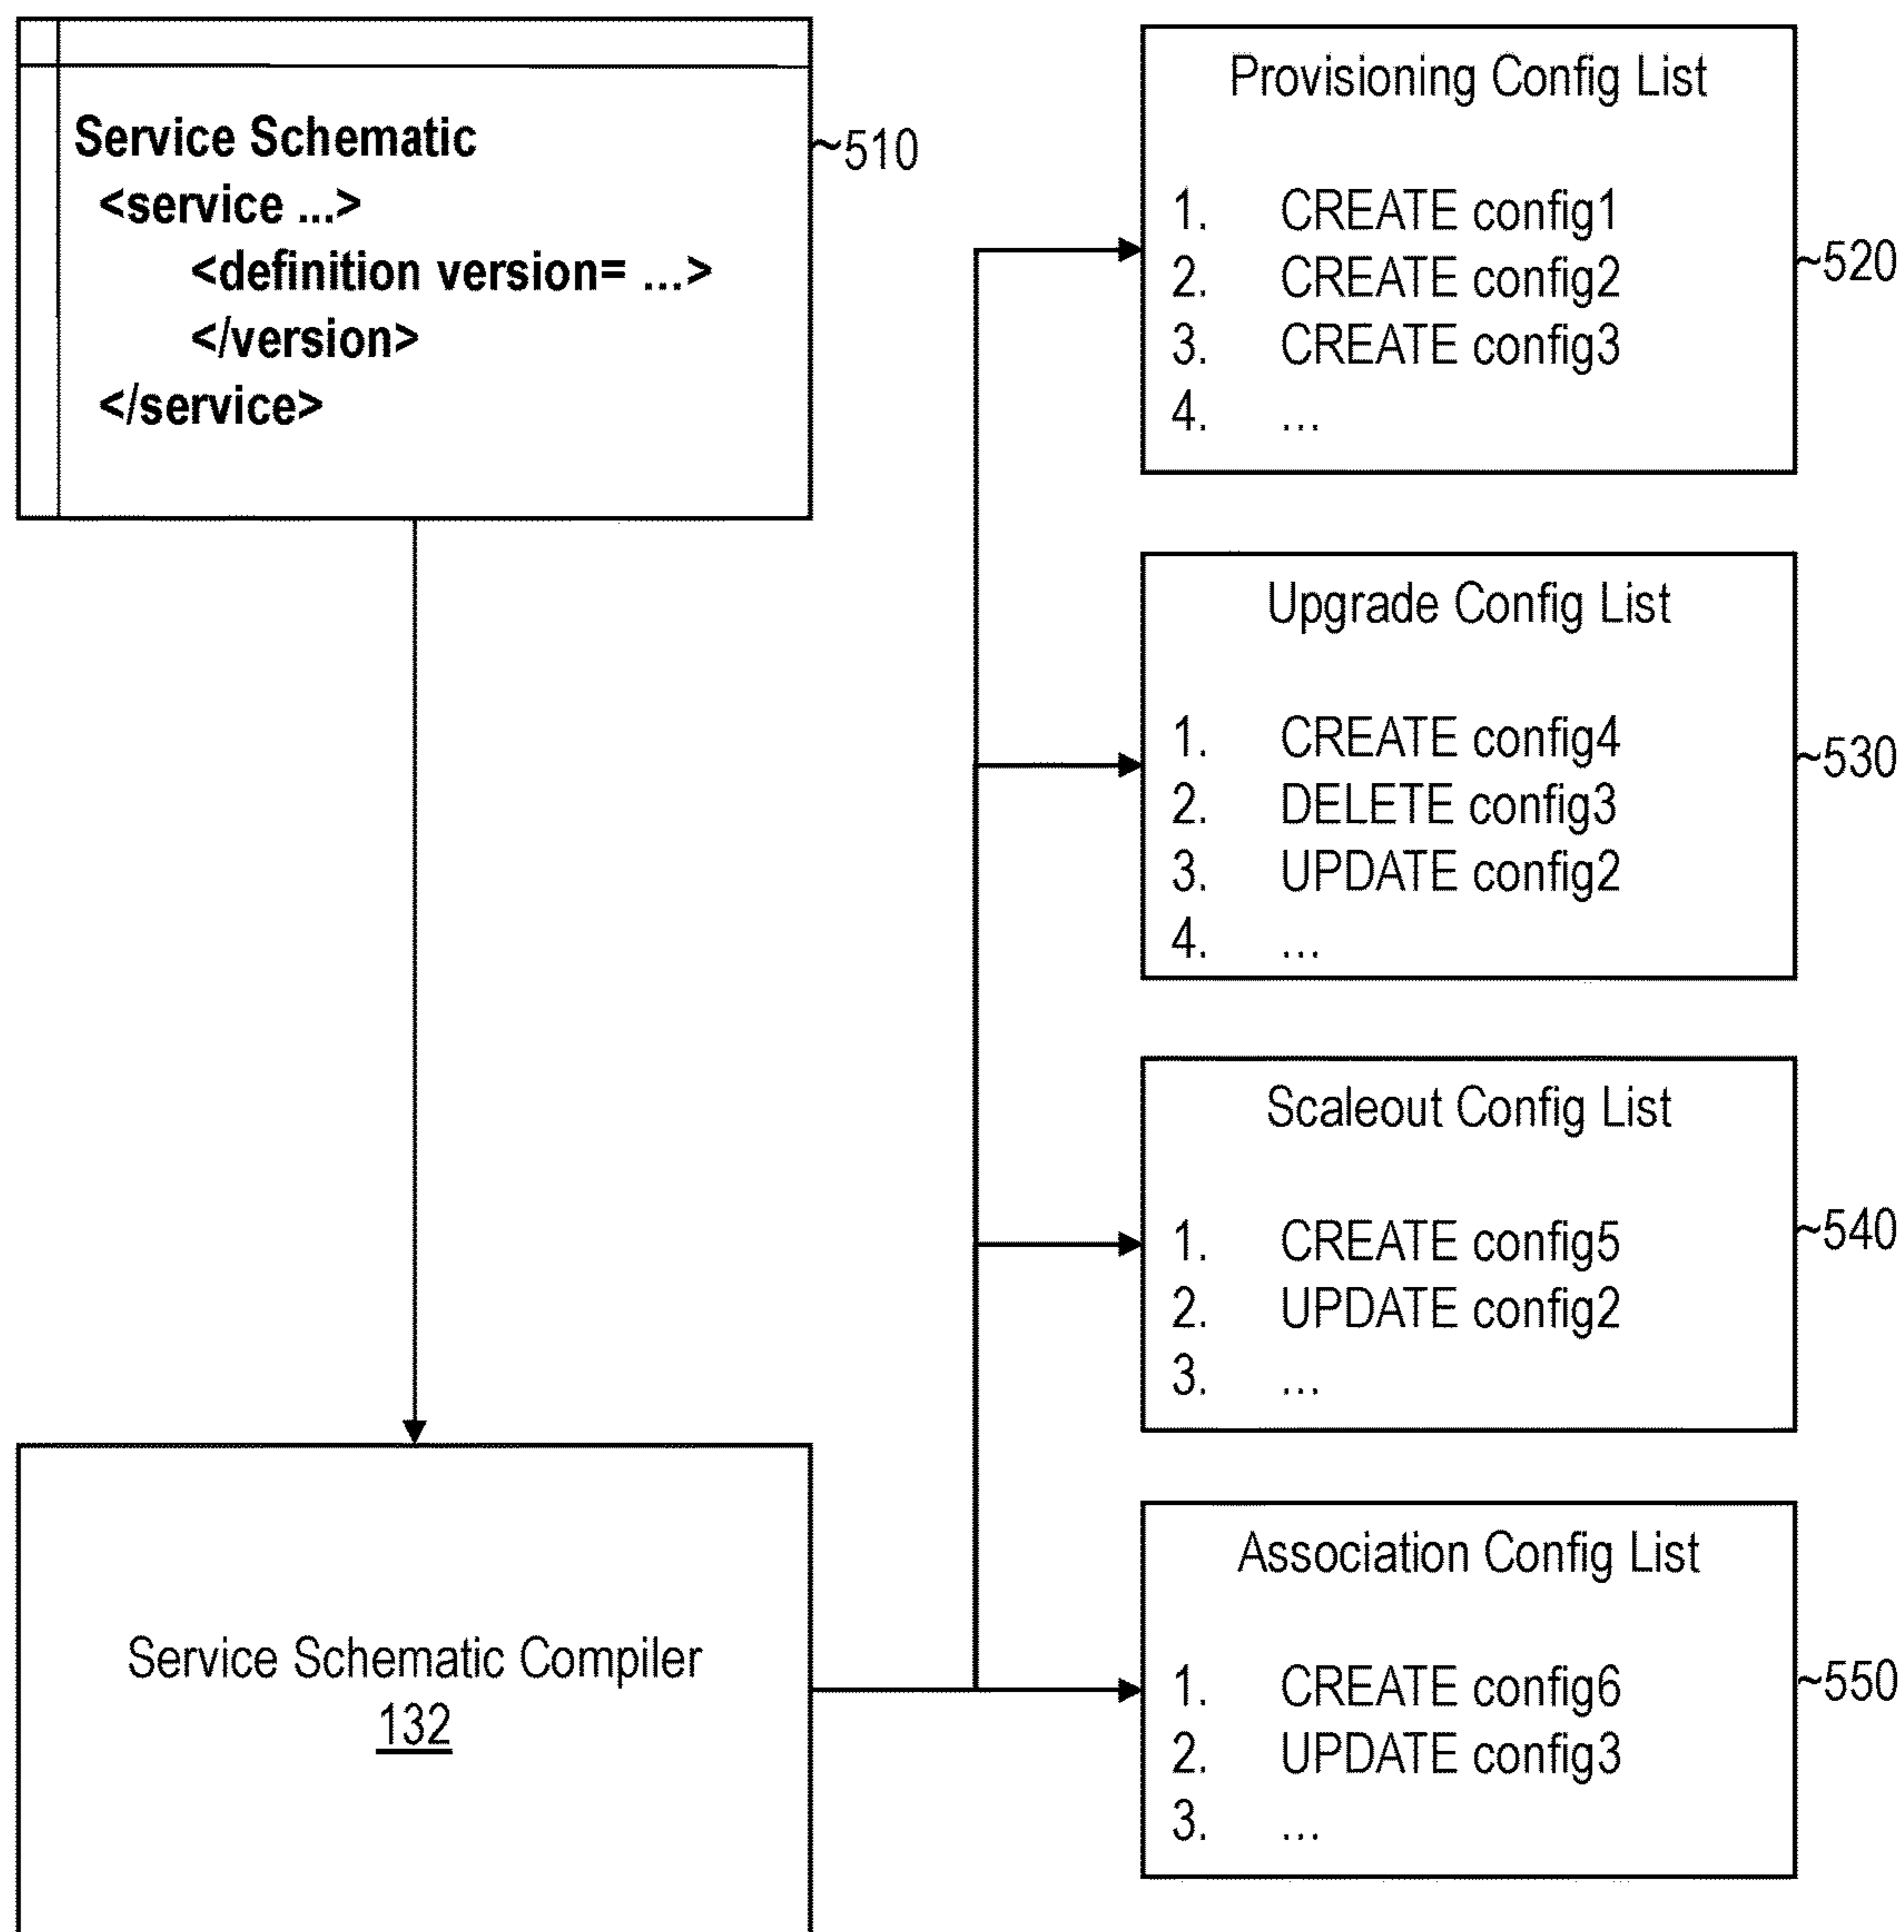 Service Schematic
<service ...>
<definition version= ...>
</version>
</service>
~510
Provisioning Config List
1. CREATE config1
2. CREATE config2
3. CREATE config3
4. ...
~520
Upgrade Config List
1. CREATE config4
2. DELETE config3
3. UPDATE config2
4. ...
~530
Scaleout Config List
1. CREATE config5
2. UPDATE config2
3. ...
~540
Service Schematic Compiler
132
Association Config List
1. CREATE config6
2. UPDATE config3
3. ...
~550